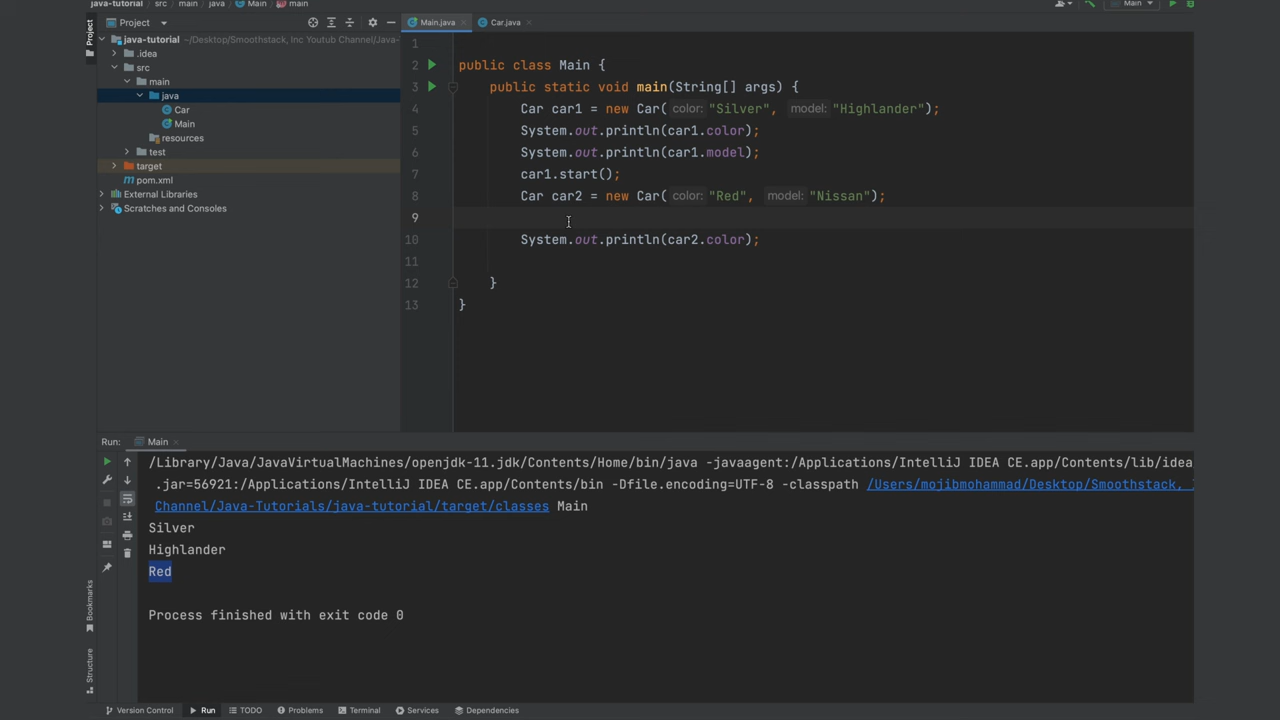 java-tutorial src main java Main main
Main
Project
Main.java
Car.java
Project
java-tutorial ~/Desktop/Smoothstack, Inc Youtub Channel/Java-
.idea
src
main
java
Car
Main
resources
test
target
pom.xml
External Libraries
Scratches and Consoles
1
2 public class Main {
3 public static void main(String[] args) {
4 Car car1 = new Car( color: "Silver", model: "Highlander");
5 System.out.println(car1.color);
6 System.out.println(car1.model);
7 car1.start();
8 Car car2 = new Car( color: "Red", model: "Nissan");
9
10 System.out.println(car2.color);
11
12 }
13 }
Run: Main
/Library/Java/JavaVirtualMachines/openjdk-11.jdk/Contents/Home/bin/java -javaagent:/Applications/IntelliJ IDEA CE.app/Contents/lib/idea
.jar=56921:/Applications/IntelliJ IDEA CE.app/Contents/bin -Dfile.encoding=UTF-8 -classpath /Users/mojibmohammad/Desktop/Smoothstack,
Channel/Java-Tutorials/java-tutorial/target/classes Main
Silver
Highlander
Red
Process finished with exit code 0
Bookmarks
Structure
Version Control Run TODO Problems Terminal Services Dependencies